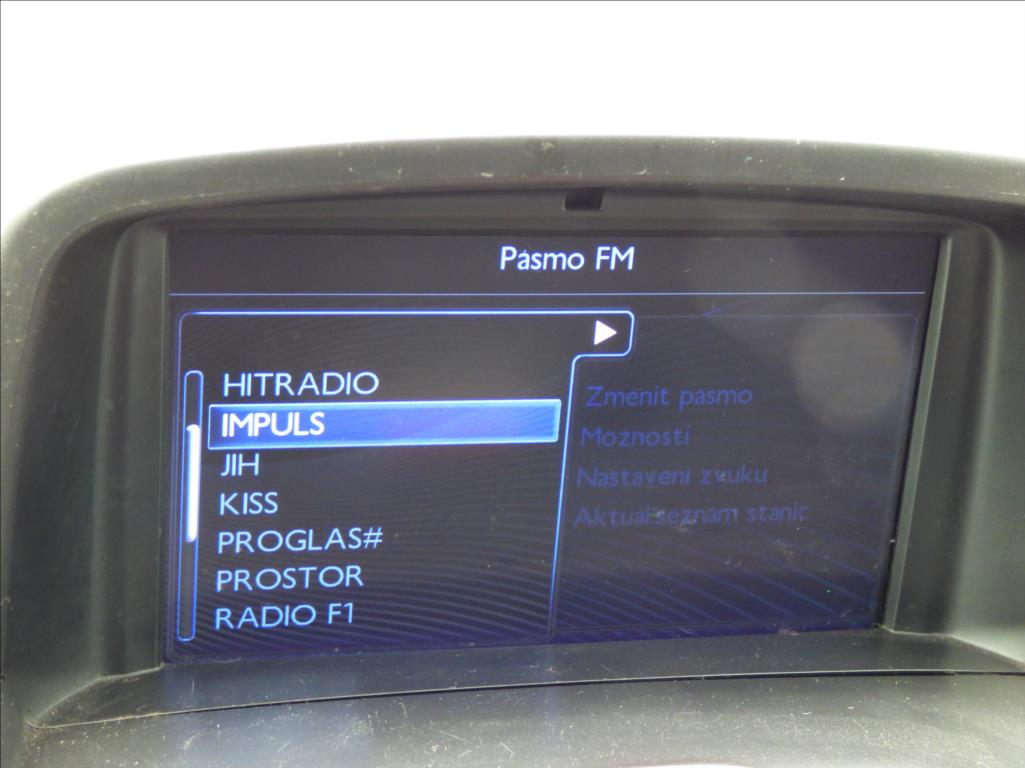 Pásmo FM
HITRADIO
IMPULS
JIH
KISS
PROGLAS#
PROSTOR
RADIO F1
Změnit pásmo
Možnosti
Nastavení zvuku
Aktual.seznam stanic